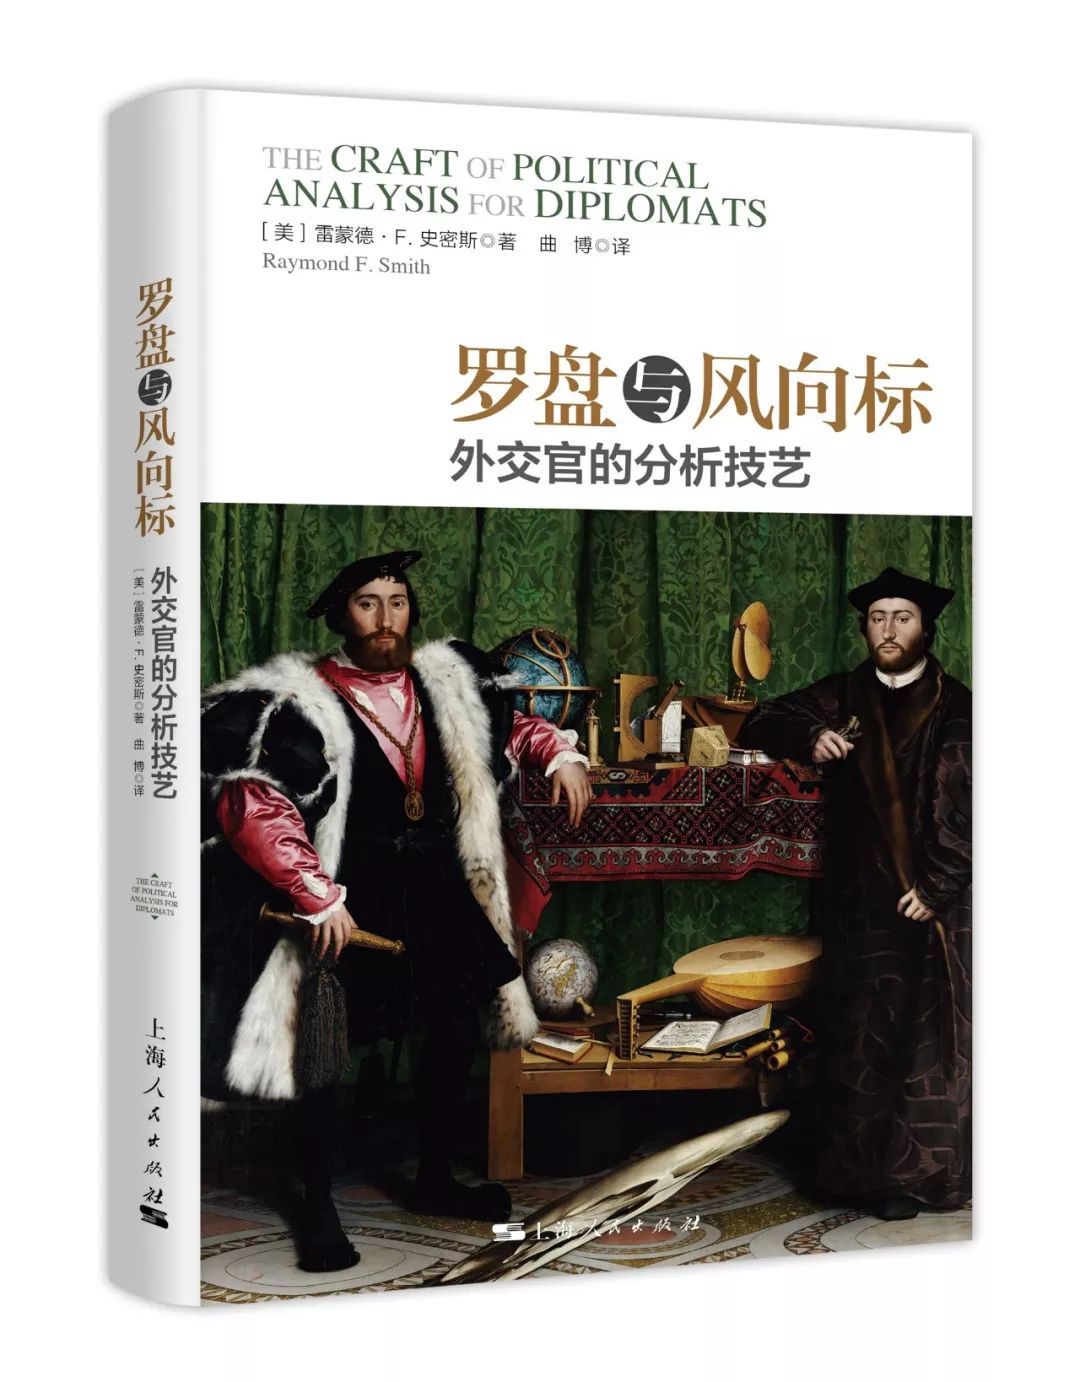 THE CRAFT OF POLITICAL
ANALYSIS FOR DIPLOMATS
[美]雷蒙德·F.史密斯◎著 曲 博◎译
Raymond F. Smith
罗盘与风向标
外交官的分析技艺
上海人民出版社
罗盘与风向标
外交官的分析技艺
[美]雷蒙德·F.史密斯◎著 曲 博◎译
THE CRAFT
OF POLITICAL
ANALYSIS FOR
DIPLOMATS
上海人民出版社